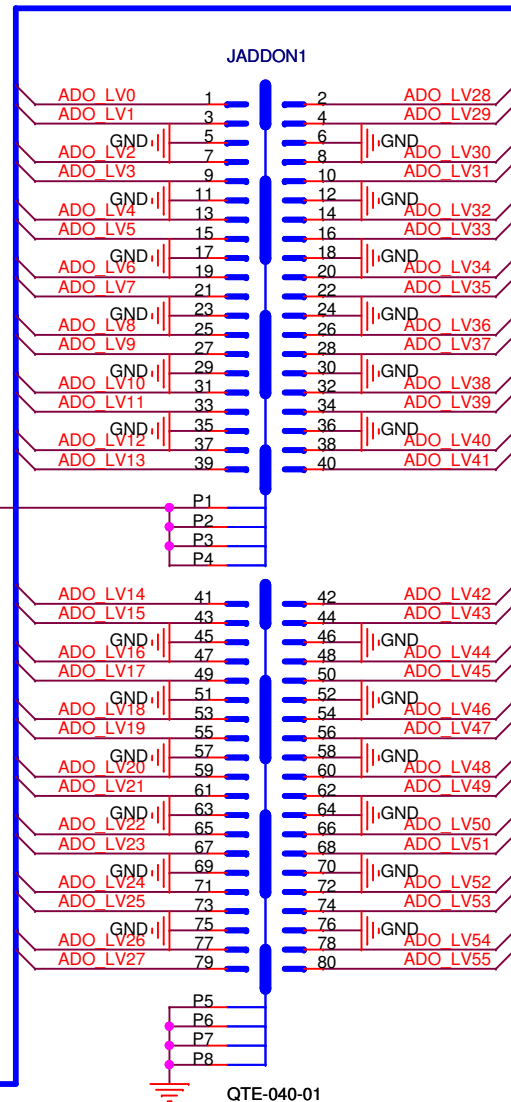 JADDON1
ADO_LV0 1 2 ADO_LV28
ADO_LV1 3 4 ADO_LV29
GND 5 6 GND
ADO_LV2 7 8 ADO_LV30
ADO_LV3 9 10 ADO_LV31
GND 11 12 GND
ADO_LV4 13 14 ADO_LV32
ADO_LV5 15 16 ADO_LV33
GND 17 18 GND
ADO_LV6 19 20 ADO_LV34
ADO_LV7 21 22 ADO_LV35
GND 23 24 GND
ADO_LV8 25 26 ADO_LV36
ADO_LV9 27 28 ADO_LV37
GND 29 30 GND
ADO_LV10 31 32 ADO_LV38
ADO_LV11 33 34 ADO_LV39
GND 35 36 GND
ADO_LV12 37 38 ADO_LV40
ADO_LV13 39 40 ADO_LV41
P1
P2
P3
P4
ADO_LV14 41 42 ADO_LV42
ADO_LV15 43 44 ADO_LV43
GND 45 46 GND
ADO_LV16 47 48 ADO_LV44
ADO_LV17 49 50 ADO_LV45
GND 51 52 GND
ADO_LV18 53 54 ADO_LV46
ADO_LV19 55 56 ADO_LV47
GND 57 58 GND
ADO_LV20 59 60 ADO_LV48
ADO_LV21 61 62 ADO_LV49
GND 63 64 GND
ADO_LV22 65 66 ADO_LV50
ADO_LV23 67 68 ADO_LV51
GND 69 70 GND
ADO_LV24 71 72 ADO_LV52
ADO_LV25 73 74 ADO_LV53
GND 75 76 GND
ADO_LV26 77 78 ADO_LV54
ADO_LV27 79 80 ADO_LV55
P5
P6
P7
P8
QTE-040-01